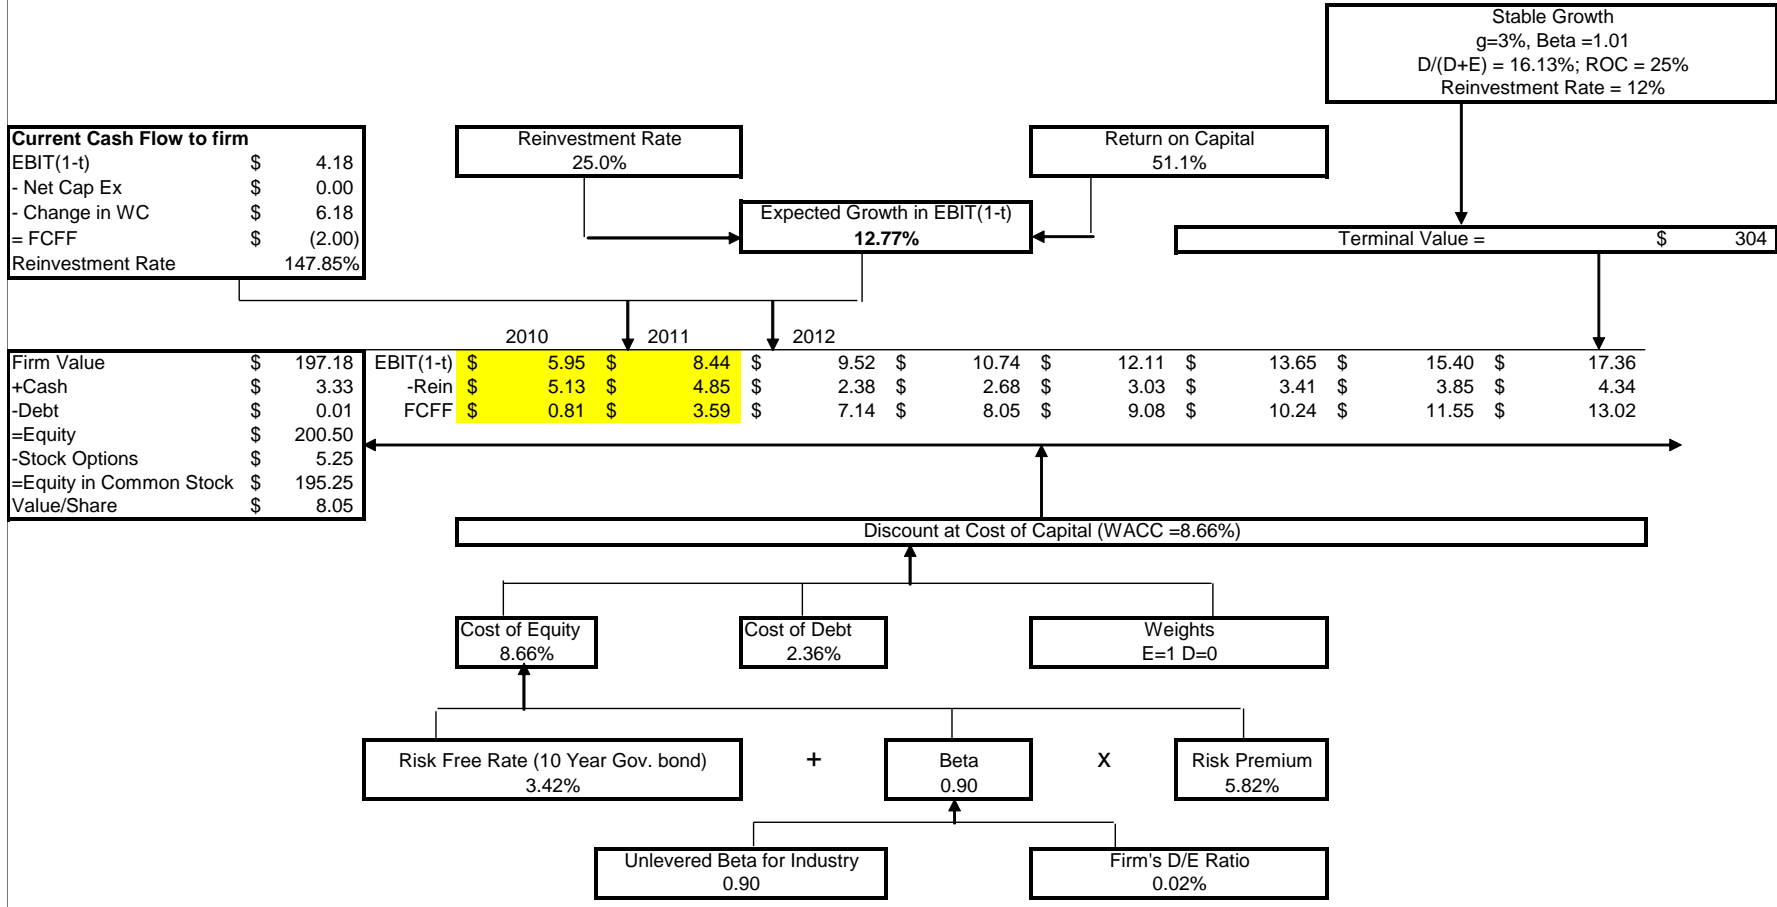 Stable Growth
g=3%, Beta =1.01
D/(D+E) = 16.13%; ROC = 25%
Reinvestment Rate = 12%
Current Cash Flow to firm
EBIT(1-t) $ 4.18
- Net Cap Ex $ 0.00
- Change in WC $ 6.18
= FCFF $ (2.00)
Reinvestment Rate 147.85%
Reinvestment Rate
25.0%
Return on Capital
51.1%
Expected Growth in EBIT(1-t)
12.77%
Terminal Value = $ 304
2010 2011 2012
EBIT(1-t) $ 5.95 $ 8.44 $ 9.52 $ 10.74 $ 12.11 $ 13.65 $ 15.40 $ 17.36
-Rein $ 5.13 $ 4.85 $ 2.38 $ 2.68 $ 3.03 $ 3.41 $ 3.85 $ 4.34
FCFF $ 0.81 $ 3.59 $ 7.14 $ 8.05 $ 9.08 $ 10.24 $ 11.55 $ 13.02
Firm Value $ 197.18
+Cash $ 3.33
-Debt $ 0.01
=Equity $ 200.50
-Stock Options $ 5.25
=Equity in Common Stock $ 195.25
Value/Share $ 8.05
Discount at Cost of Capital (WACC =8.66%)
Cost of Equity
8.66%
Cost of Debt
2.36%
Weights
E=1 D=0
Risk Free Rate (10 Year Gov. bond)
3.42%
+
Beta
0.90
X
Risk Premium
5.82%
Unlevered Beta for Industry
0.90
Firm's D/E Ratio
0.02%